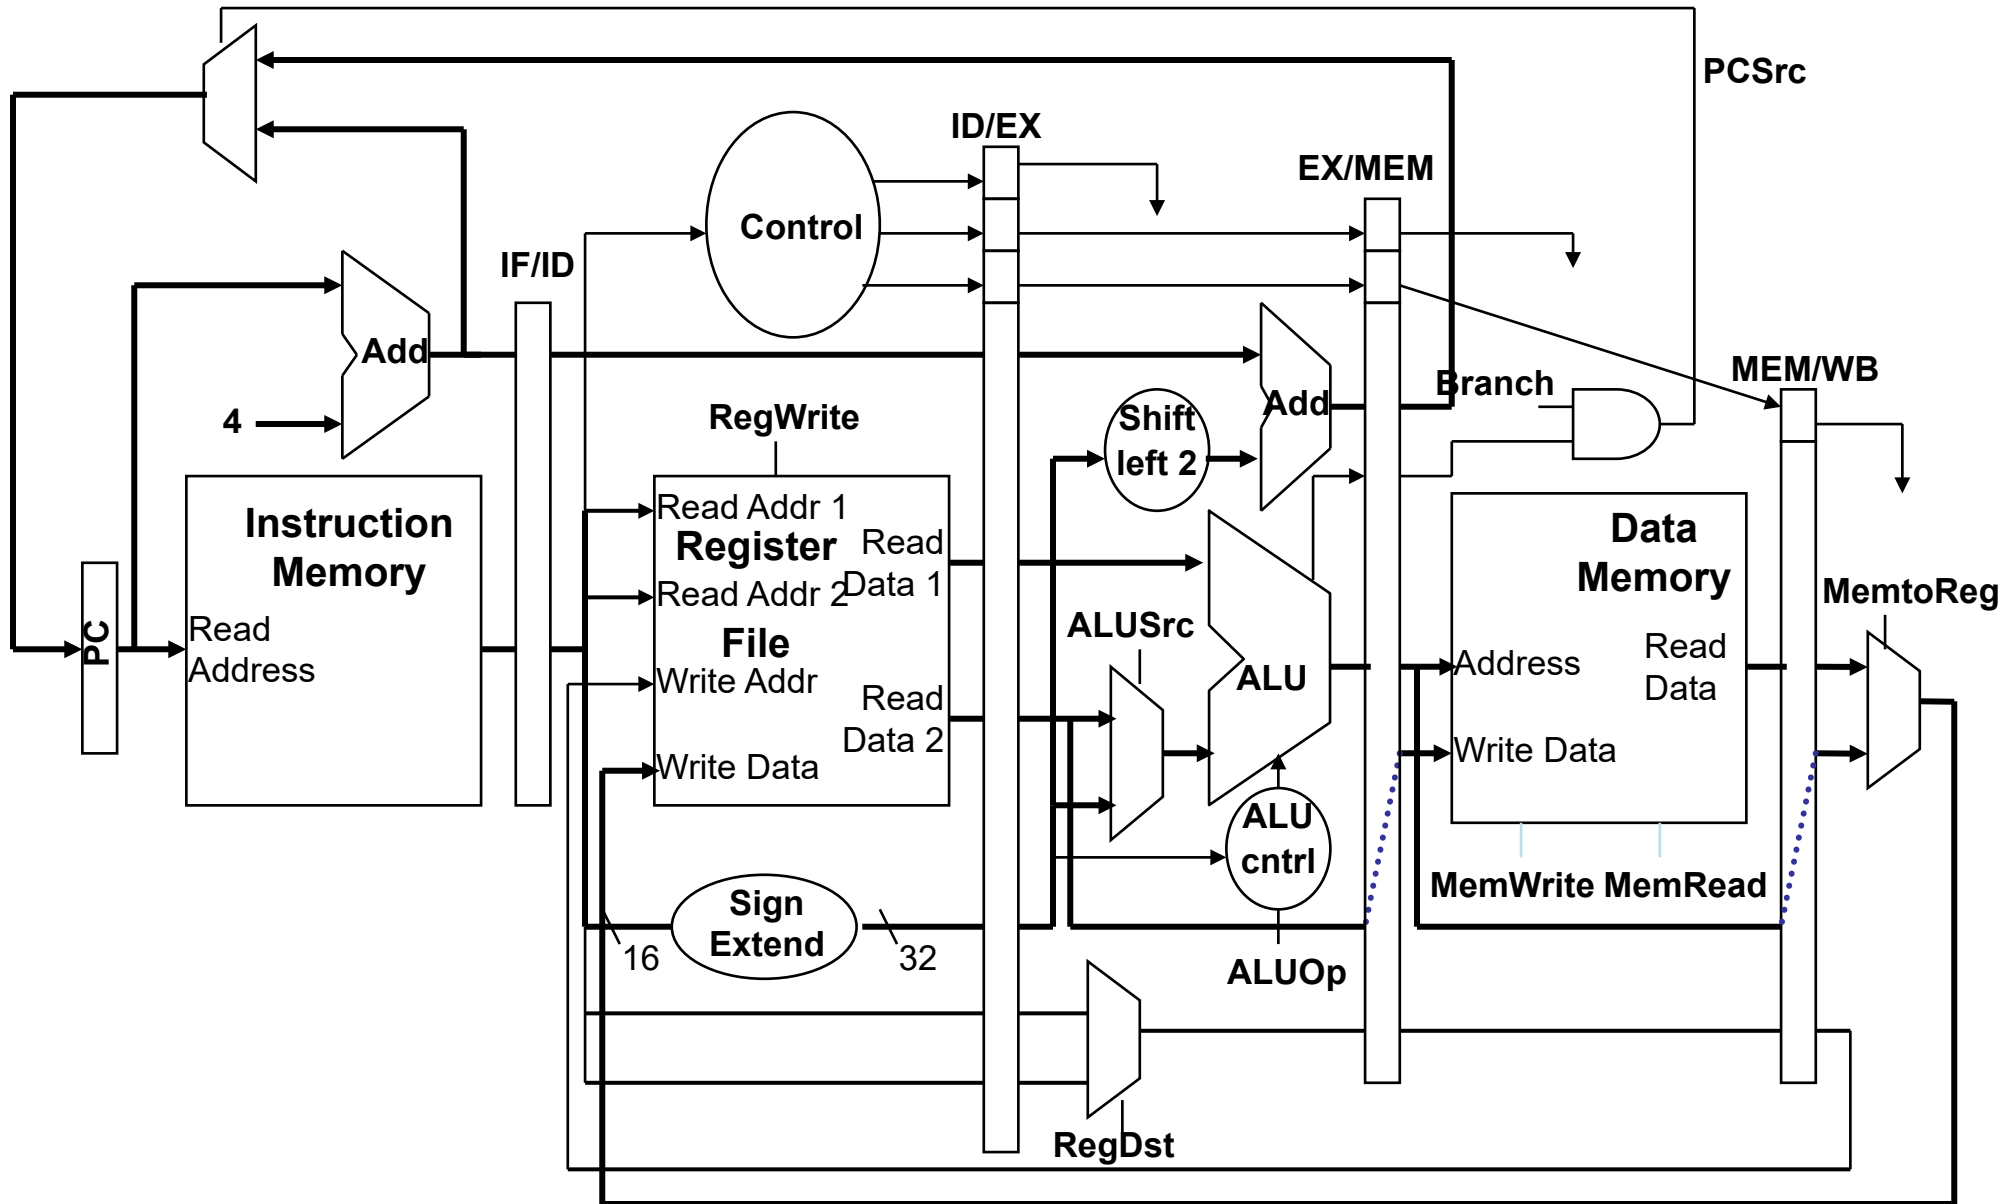 PCSrc
ID/EX
EX/MEM
Control
IF/ID
Add
4
RegWrite
Shift
left 2
Add
Branch
MEM/WB
Instruction
Memory
Read
Address
PC
Read Addr 1
Register
Read
Data 1
Read Addr 2
File
Write Addr
Read
Data 2
Write Data
ALUSrc
ALU
ALU
cntrl
ALUOp
Data
Memory
Address
Read
Data
Write Data
MemtoReg
MemWrite MemRead
Sign
Extend
16
32
RegDst